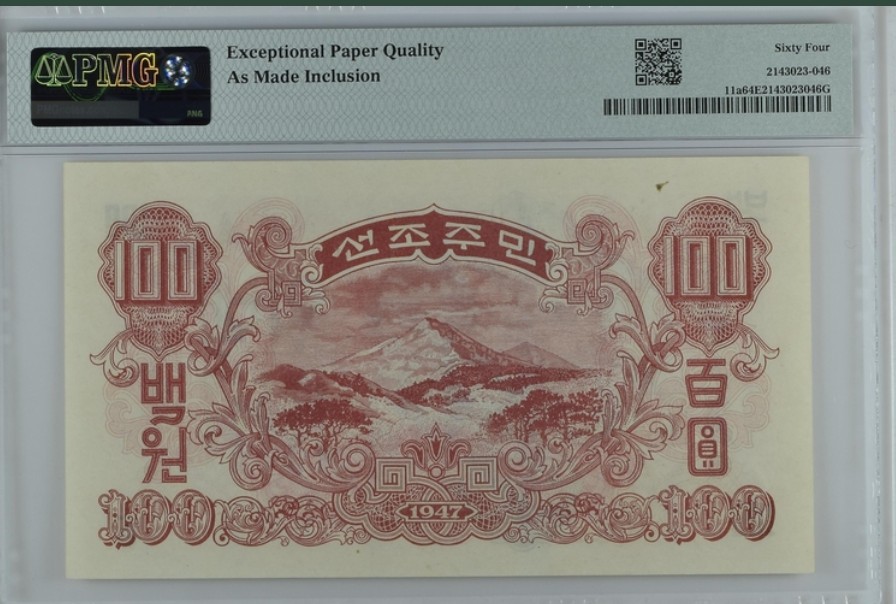 PMG
PMG
Exceptional Paper Quality
As Made Inclusion
Sixty Four
2143023-046
11a64E2143023046G
선조주민
100
100
백원
百圓
100
1947
100